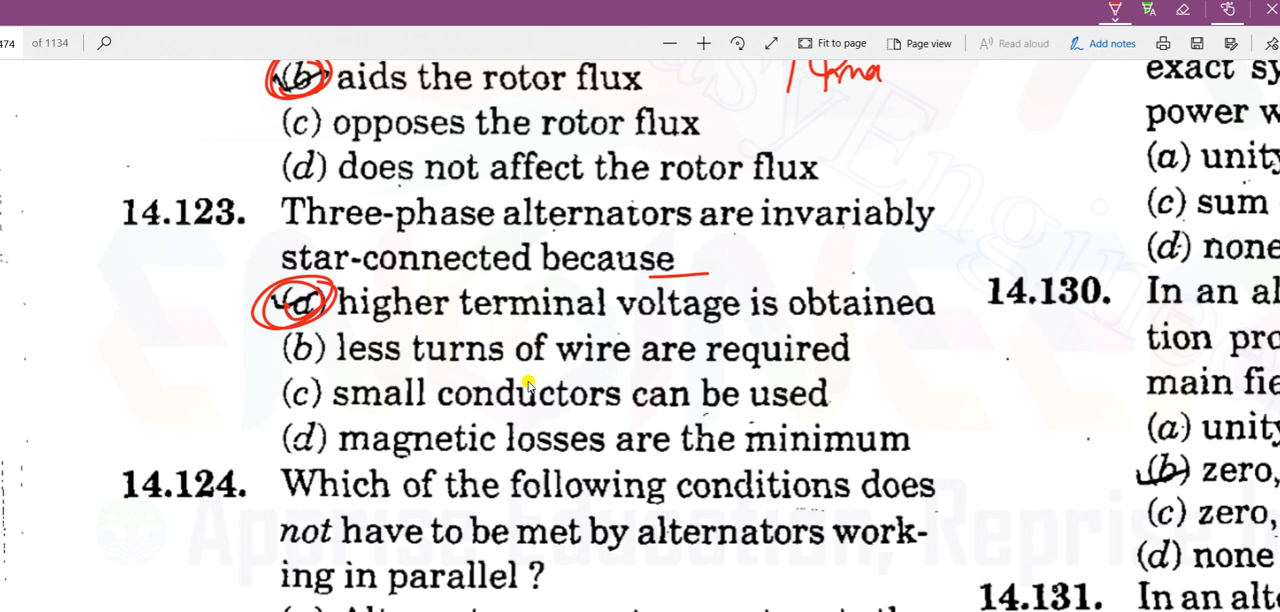 474 of 1134 Fit to page Page view Read aloud Add notes
(b) aids the rotor flux
(c) opposes the rotor flux
(d) does not affect the rotor flux
14.123. Three-phase alternators are invariably
star-connected because
(a) higher terminal voltage is obtained
(b) less turns of wire are required
(c) small conductors can be used
(d) magnetic losses are the minimum
14.124. Which of the following conditions does
not have to be met by alternators work-
ing in parallel ?
exact sy
power w
(a) unity
(c) sum
(d) none
14.130. In an al
tion pro
main fie
(a) unity
(b) zero,
(c) zero,
(d) none
14.131. In an alt